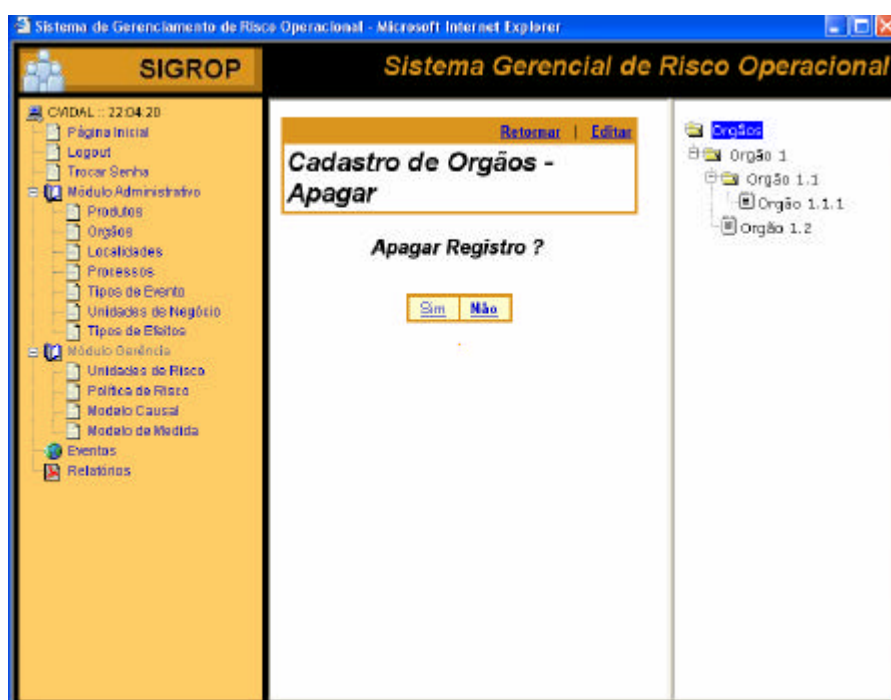 Sistema de Gerenciamento de Risco Operacional - Microsoft Internet Explorer
SIGROP
Sistema Gerencial de Risco Operacional
CVIDAL :: 22:04:20
Página Inicial
Logout
Trocar Senha
Módulo Administrativo
Produtos
Orgãos
Localidades
Processos
Tipos de Evento
Unidades de Negócio
Tipos de Efeitos
Módulo Gerência
Unidades de Risco
Política de Risco
Modelo Causal
Modelo de Medida
Eventos
Relatórios
Retornar | Editar
Cadastro de Orgãos -
Apagar
Apagar Registro ?
Sim Não
Orgãos
Orgão 1
Orgão 1.1
Orgão 1.1.1
Orgão 1.2